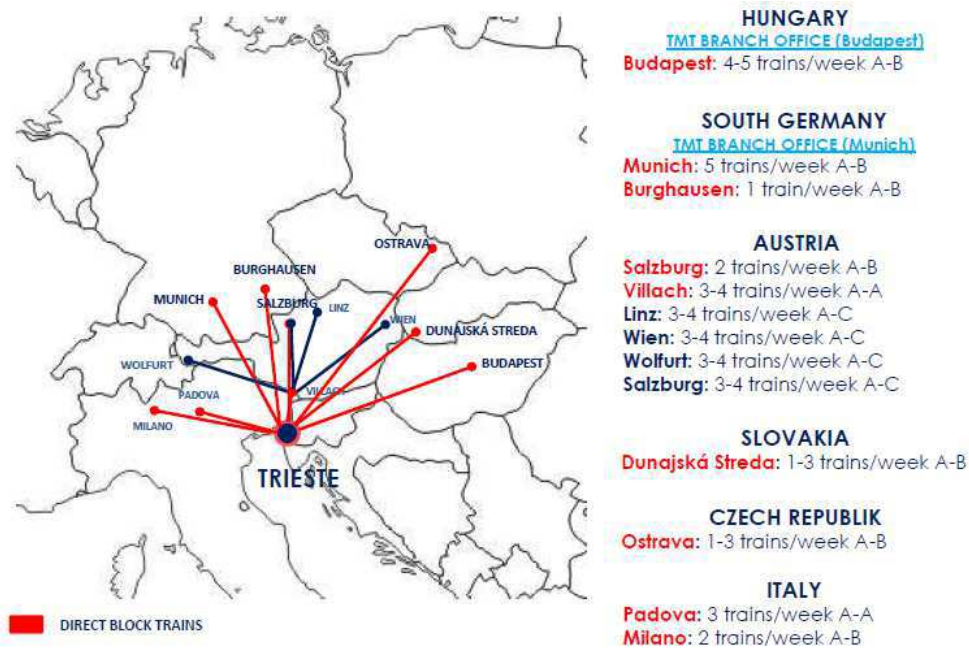 OSTRAVA
BURGHAUSEN
MUNICH
SALZBURG
LINZ
WIEN
DUNAJSKÁ STREDA
WOLFURT
BUDAPEST
VILLACH
PADOVA
MILANO
TRIESTE
DIRECT BLOCK TRAINS
HUNGARY
TMT BRANCH OFFICE (Budapest)
Budapest: 4-5 trains/week A-B
SOUTH GERMANY
TMT BRANCH OFFICE (Munich)
Munich: 5 trains/week A-B
Burghausen: 1 train/week A-B
AUSTRIA
Salzburg: 2 trains/week A-B
Villach: 3-4 trains/week A-A
Linz: 3-4 trains/week A-C
Wien: 3-4 trains/week A-C
Wolfurt: 3-4 trains/week A-C
Salzburg: 3-4 trains/week A-C
SLOVAKIA
Dunajská Streda: 1-3 trains/week A-B
CZECH REPUBLIK
Ostrava: 1-3 trains/week A-B
ITALY
Padova: 3 trains/week A-A
Milano: 2 trains/week A-B